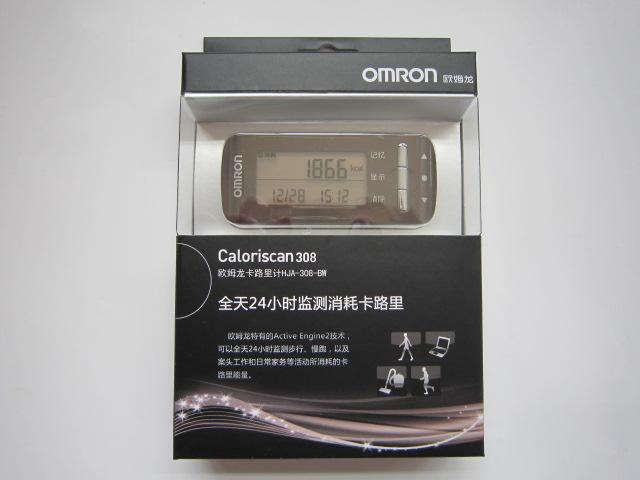 OMRON 欧姆龙
OMRON
总消耗
1866 kcal
12/28 15:12
记忆
显示
清除
Caloriscan 308
欧姆龙卡路里计HJA-308-BW
全天24小时监测消耗卡路里
欧姆龙特有的Active Engine2技术,
可以全天24小时监测步行、慢跑,以及
案头工作和日常家务等活动所消耗的卡
路里能量。